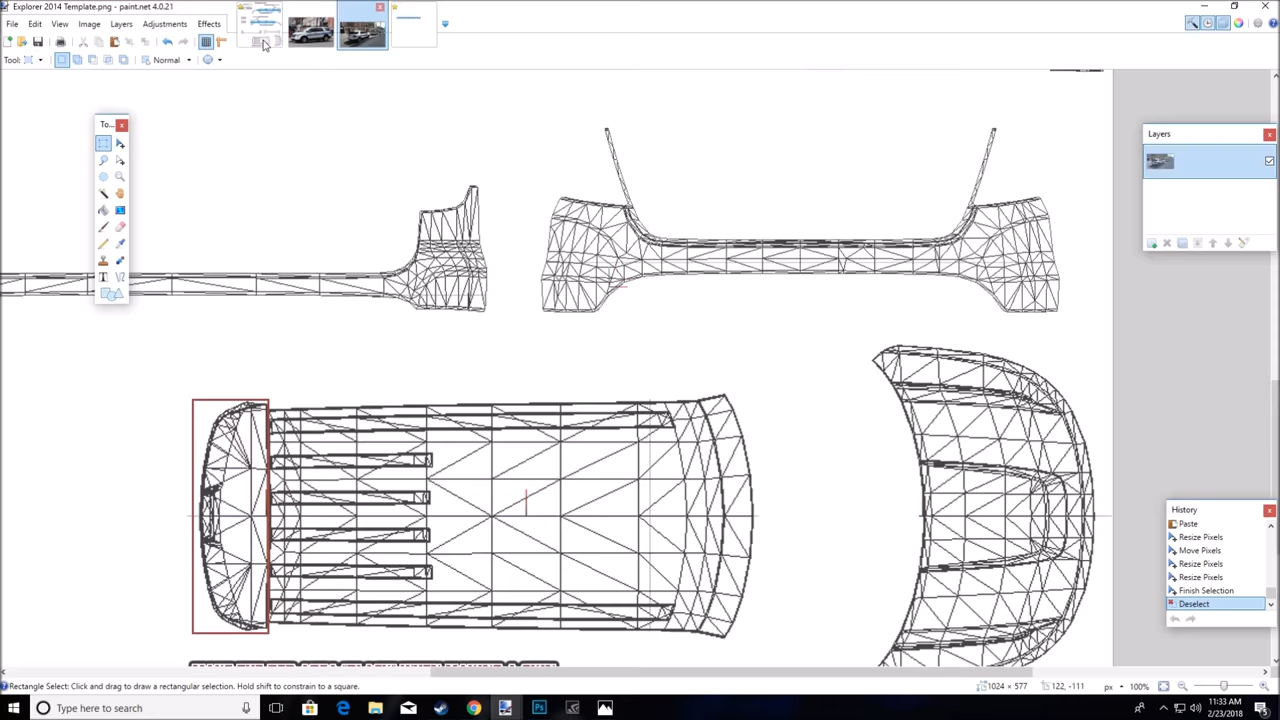 Explorer 2014 Template.png - paint.net 4.0.21
File Edit View Image Layers Adjustments Effects
Tool: Normal
To...
Layers
History
Paste
Resize Pixels
Move Pixels
Resize Pixels
Resize Pixels
Finish Selection
Deselect
Rectangle Select: Click and drag to draw a rectangular selection. Hold shift to constrain to a square.
1024 × 577
122, -111
px
100%
Type here to search
11:33 AM
2/23/2018